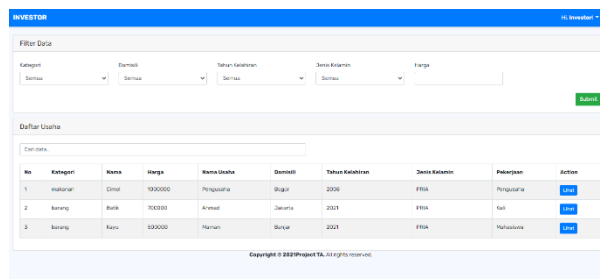 INVESTOR Hi, Investor!
Filter Data
Kategori Domisili Tahun Kelahiran Jenis Kelamin Harga
Semua Semua Semua Semua
Submit
Daftar Usaha
Cari data..
No Kategori Nama Harga Nama Usaha Domisili Tahun Kelahiran Jenis Kelamin Pekerjaan Action
1 makanan Cimol 1000000 Pengusaha Bogor 2006 PRIA Pengusaha Lihat
2 barang Batik 700000 Ahmad Jakarta 2021 PRIA Kuli Lihat
3 barang Kayu 500000 Maman Banjar 2021 PRIA Mahasiswa Lihat
Copyright © 2021Project TA. All rights reserved.